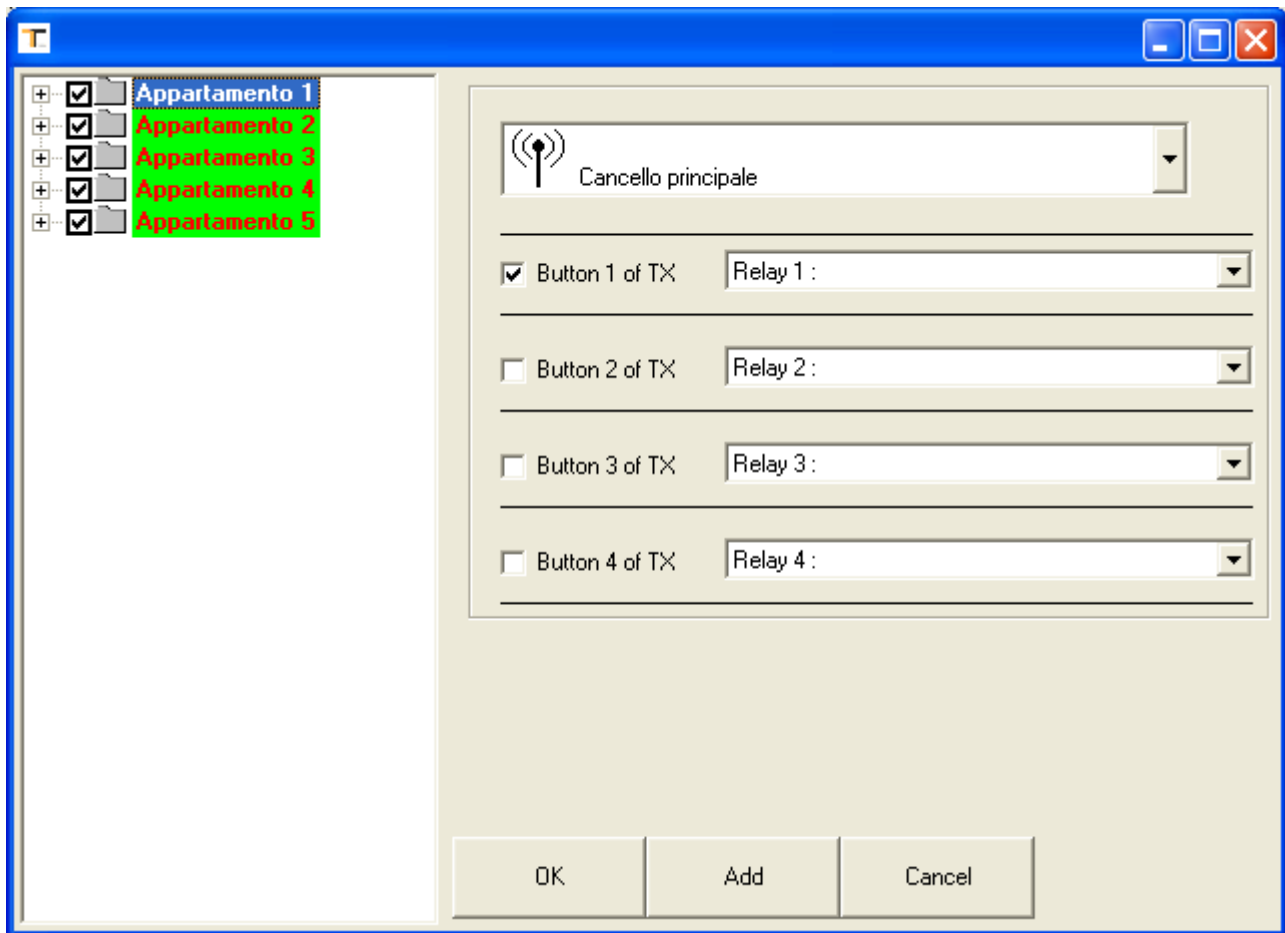 Appartamento 1
Appartamento 2
Appartamento 3
Appartamento 4
Appartamento 5
Cancello principale
Button 1 of TX Relay 1 :
Button 2 of TX Relay 2 :
Button 3 of TX Relay 3 :
Button 4 of TX Relay 4 :
OK Add Cancel